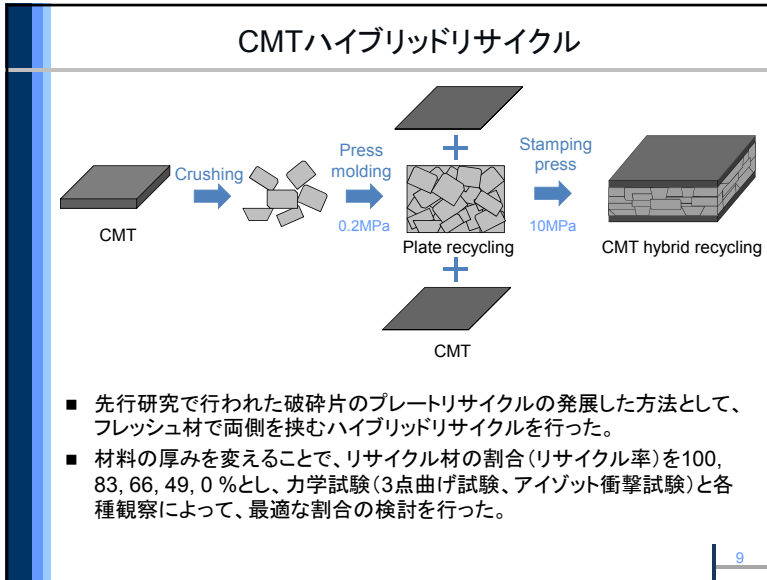 CMTハイブリッドリサイクル
Crushing
Press
molding
0.2MPa
Stamping
press
10MPa
CMT
Plate recycling
CMT hybrid recycling
CMT
■ 先行研究で行われた破砕片のプレートリサイクルの発展した方法として、
フレッシュ材で両側を挟むハイブリッドリサイクルを行った。
■ 材料の厚みを変えることで、リサイクル材の割合(リサイクル率)を100,
83, 66, 49, 0 %とし、力学試験(3点曲げ試験、アイゾット衝撃試験)と各
種観察によって、最適な割合の検討を行った。
9